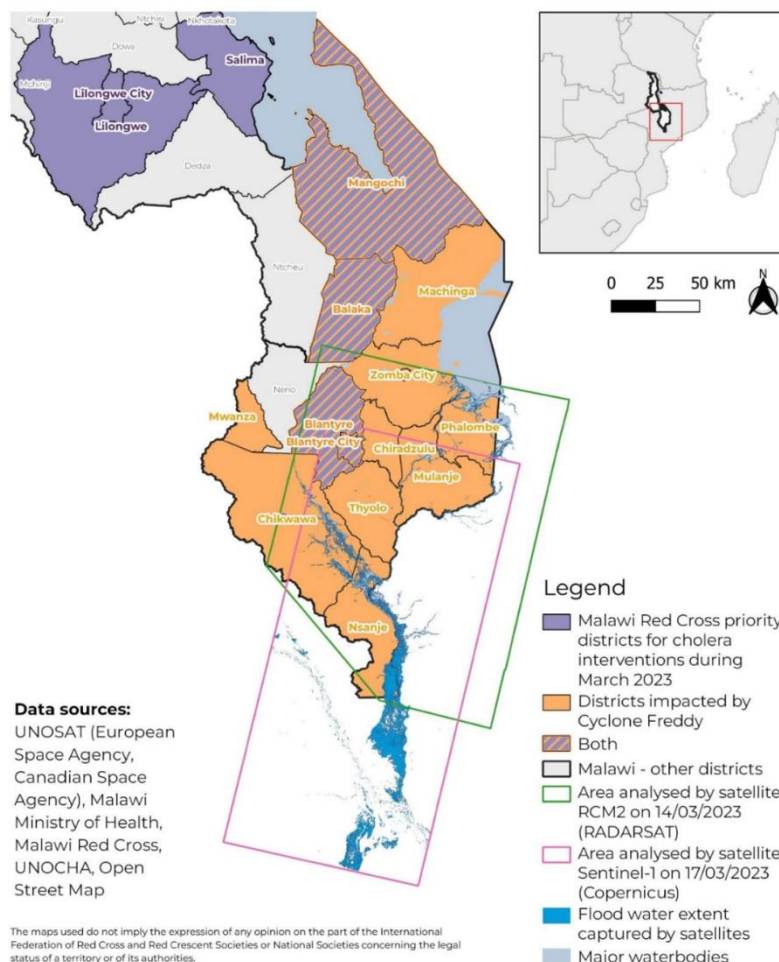 Kasungu
Ntchisi
Nkhotakota
Dowa
Salima
Mchinji
Lilongwe City
Lilongwe
Dedza
Mangochi
Ntcheu
Machinga
Balaka
Zomba City
Neno
Mwanza
Blantyre
Phalombe
Blantyre City
Chiradzulu
Mulanje
Thyolo
Chikwawa
Nsanje
0 25 50 km
N
Legend
Malawi Red Cross priority
districts for cholera
interventions during
March 2023
Districts impacted by
Cyclone Freddy
Both
Malawi - other districts
Area analysed by satellite
RCM2 on 14/03/2023
(RADARSAT)
Area analysed by satellite
Sentinel-1 on 17/03/2023
(Copernicus)
Flood water extent
captured by satellites
Major waterbodies
Data sources:
UNOSAT (European
Space Agency,
Canadian Space
Agency), Malawi
Ministry of Health,
Malawi Red Cross,
UNOCHA, Open
Street Map
The maps used do not imply the expression of any opinion on the part of the International
Federation of Red Cross and Red Crescent Societies or National Societies concerning the legal
status of a territory or of its authorities.